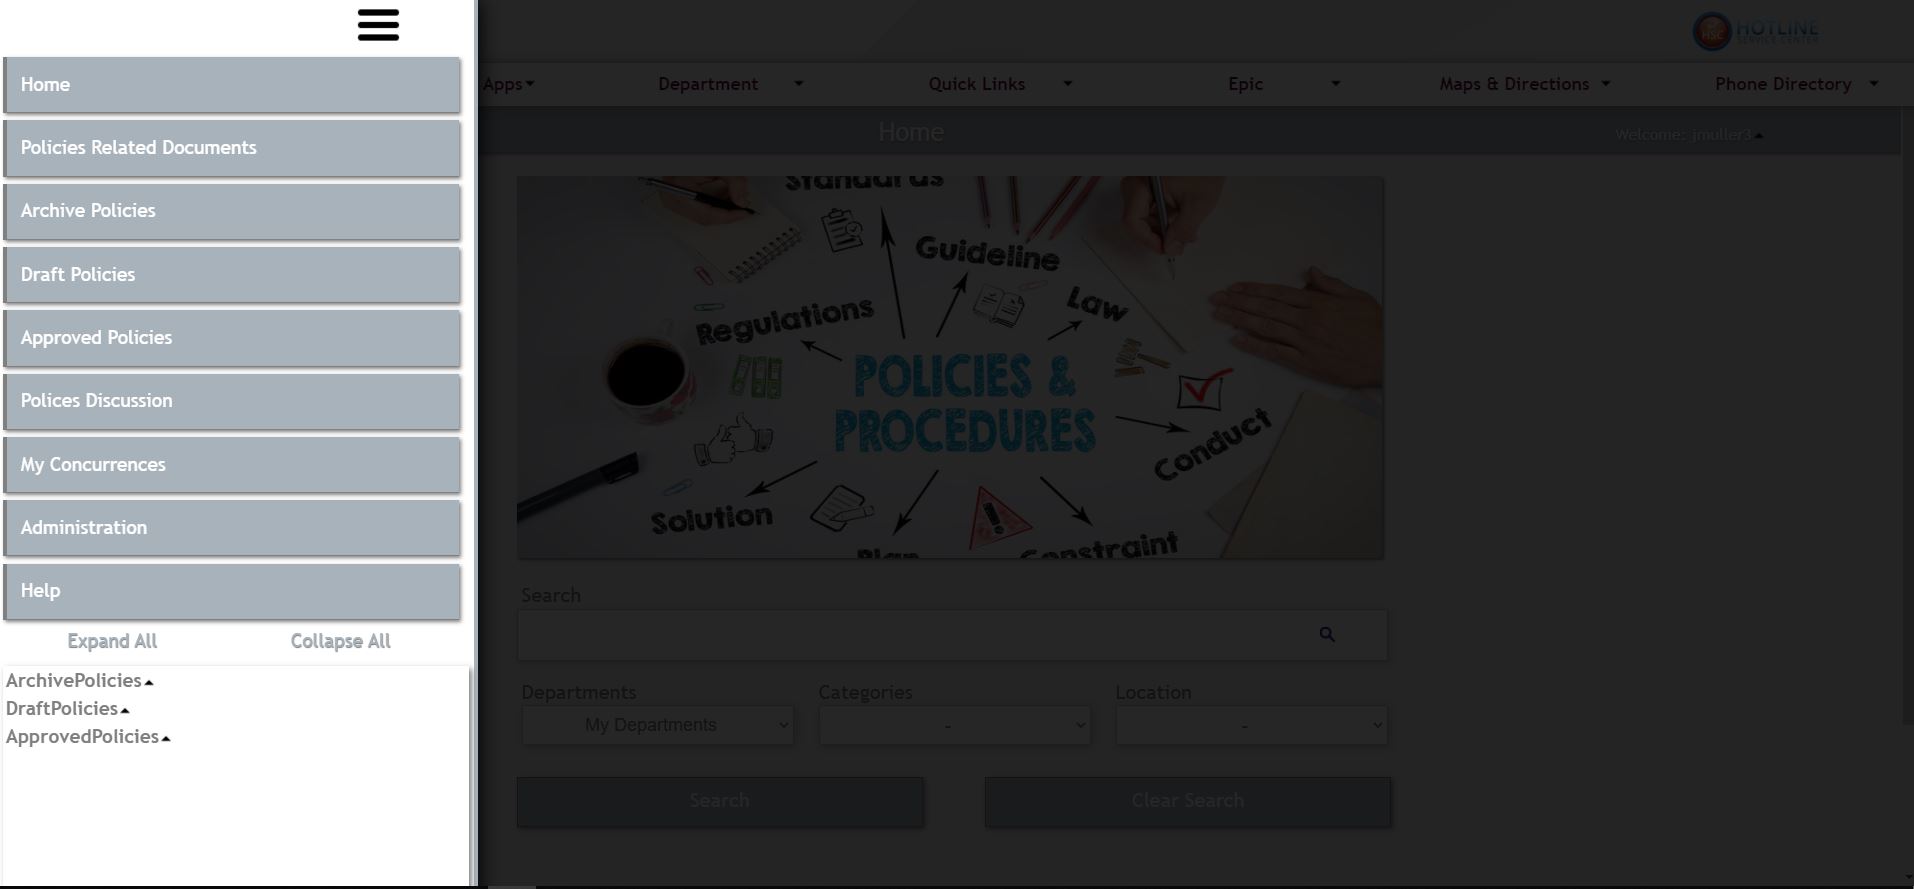 HSC HOTLINE
SERVICE CENTER
Apps Department Quick Links Epic Maps & Directions Phone Directory
Home
Welcome: jmuller3
Home
Policies Related Documents
Archive Policies
Draft Policies
Approved Policies
Polices Discussion
My Concurrences
Administration
Help
Expand All Collapse All
ArchivePolicies
DraftPolicies
ApprovedPolicies
Standards
Guideline
Law
Regulations
POLICIES &
PROCEDURES
Conduct
Solution
Plan
Constraint
Search
Departments Categories Location
My Departments - -
Search Clear Search